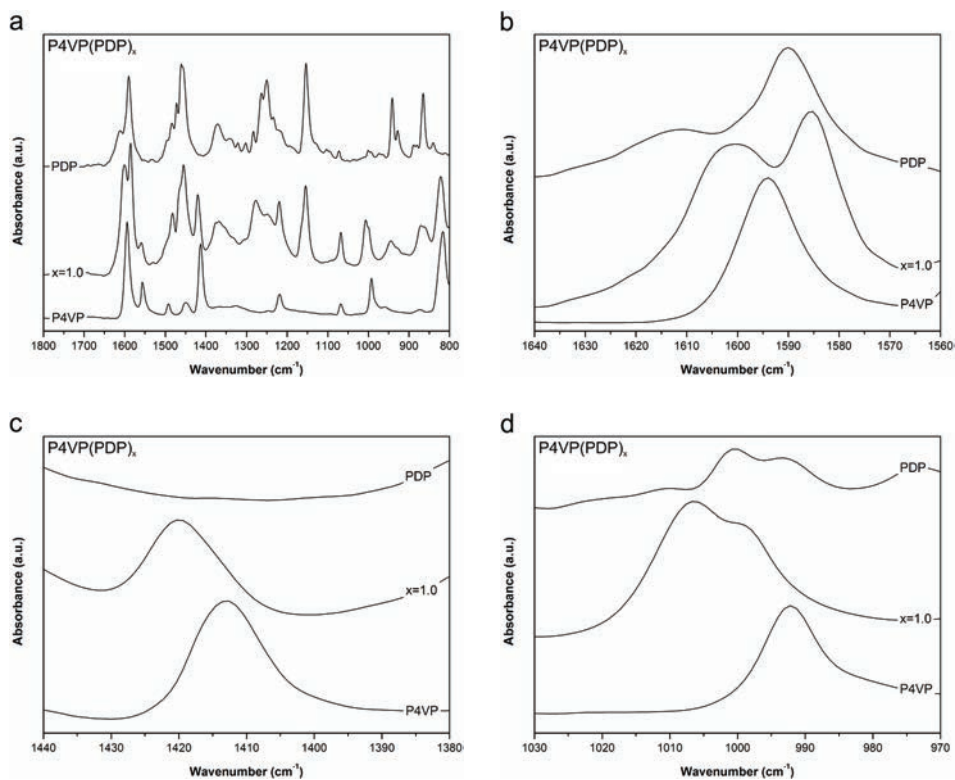 a
P4VP(PDP)x
Absorbance (a.u.)
PDP
x=1.0
P4VP
1800 1700 1600 1500 1400 1300 1200 1100 1000 900 800
Wavenumber (cm-1)
b
P4VP(PDP)x
Absorbance (a.u.)
PDP
x=1.0
P4VP
1640 1630 1620 1610 1600 1590 1580 1570 1560
Wavenumber (cm-1)
c
P4VP(PDP)x
Absorbance (a.u.)
PDP
x=1.0
P4VP
1440 1420 1410 1400 1380
Wavenumber (cm-1)
d
P4VP(PDP)x
Absorbance (a.u.)
PDP
x=1.0
P4VP
1030 1020 1010 1000 990 980 970
Wavenumber (cm-1)